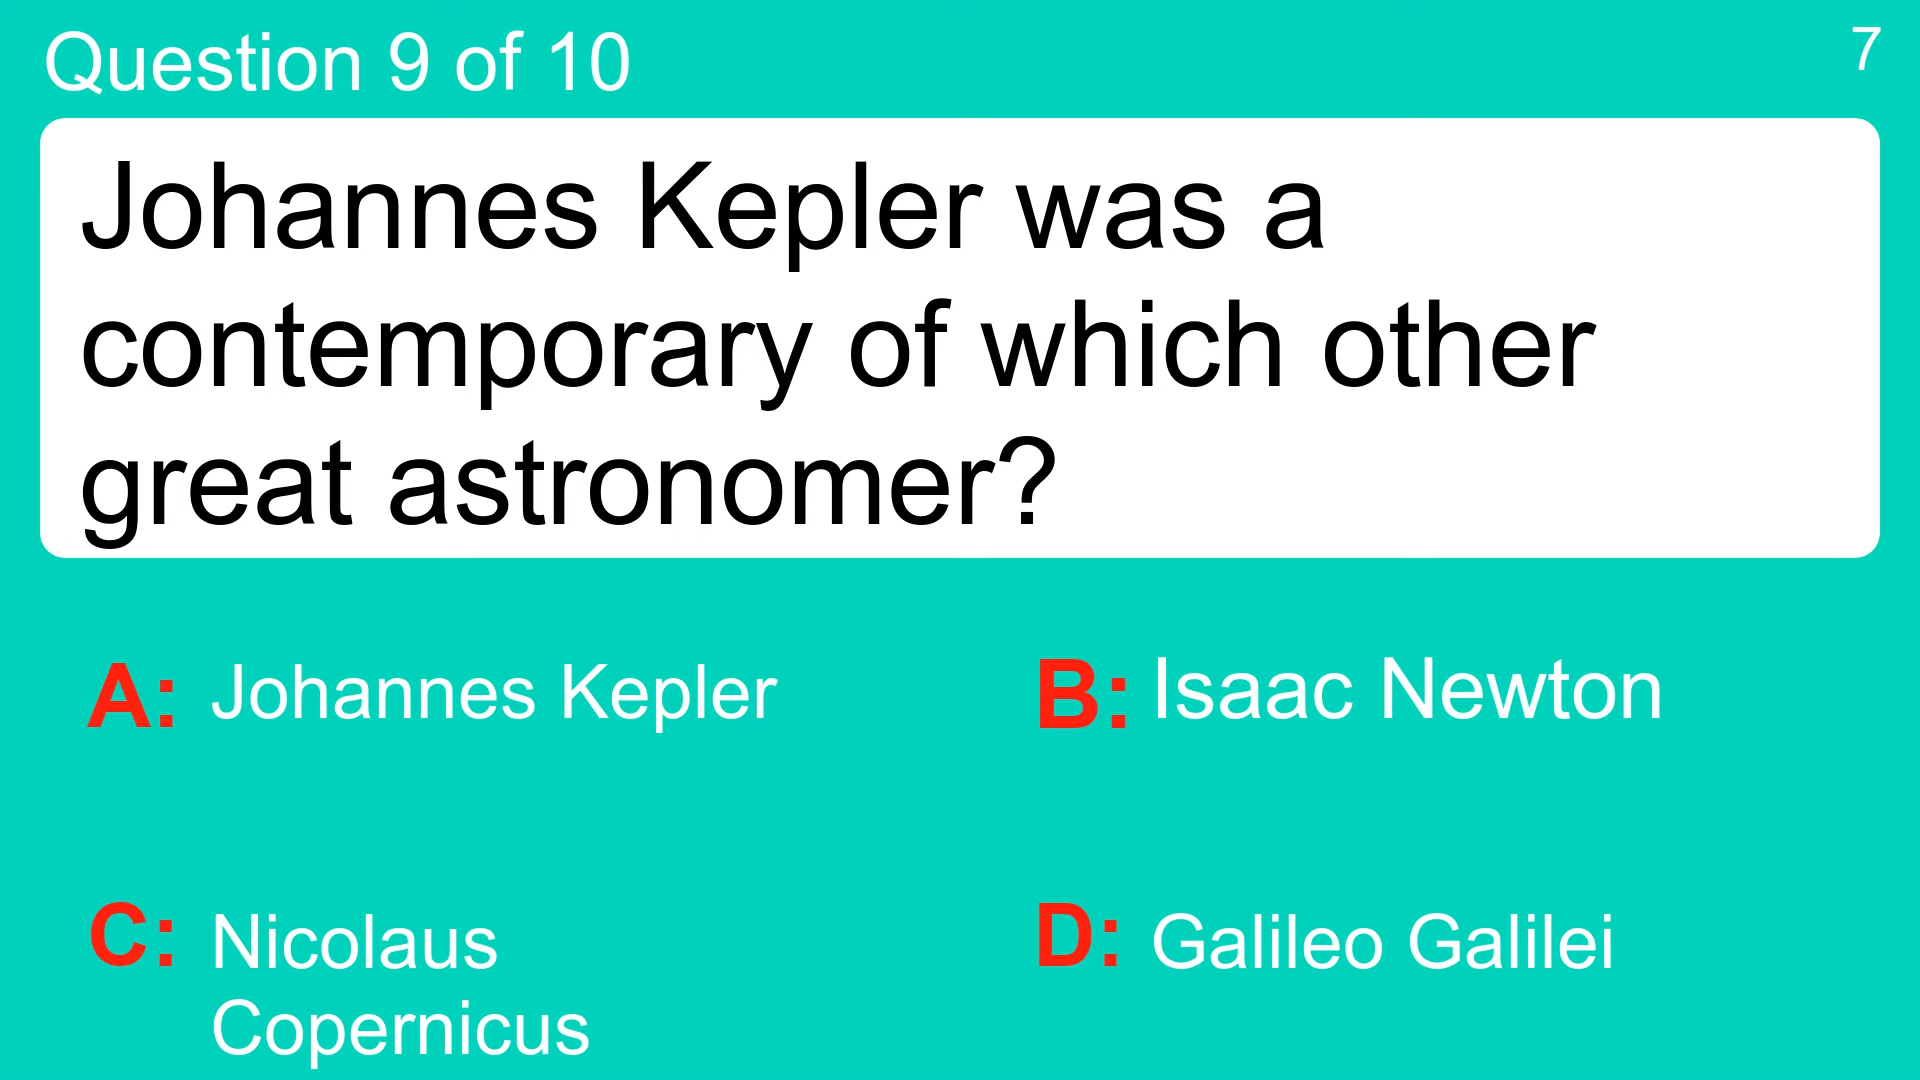 Question 9 of 10
7
Johannes Kepler was a
contemporary of which other
great astronomer?
A: Johannes Kepler
B: Isaac Newton
C: Nicolaus
Copernicus
D: Galileo Galilei